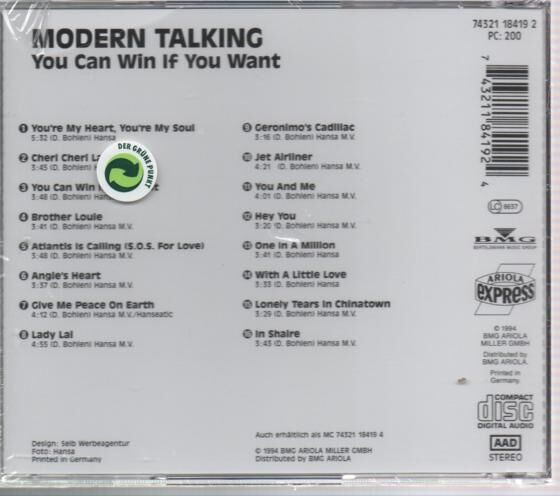 MODERN TALKING
You Can Win If You Want
74321 18419 2
PC: 200
7 43211 84192 4
1 You're My Heart, You're My Soul
5:32 (D. Bohlen) Hansa
2 Cheri Cheri La
3:45 (D. Bohlen) Hansa
3 You Can Win
3:48 (D. Bohlen)
4 Brother Louie
3:41 (D. Bohlen) Hansa M.V.
5 Atlantis Is Calling (S.O.S. For Love)
3:48 (D. Bohlen) Hansa M.V.
6 Angie's Heart
3:37 (D. Bohlen) Hansa M.V.
7 Give Me Peace On Earth
4:12 (D. Bohlen) Hansa M.V./Hanseatic
8 Lady Lai
4:55 (D. Bohlen) Hansa M.V.
DER GRÜNE PUNKT
9 Geronimo's Cadillac
3:16 (D. Bohlen) Hansa M.V.
10 Jet Airliner
4:21 (D. Bohlen) Hansa M.V.
11 You And Me
4:01 (D. Bohlen) Hansa M.V.
12 Hey You
3:20 (D. Bohlen) Hansa M.V.
13 One In A Million
3:41 (D. Bohlen) Hansa
14 With A Little Love
3:33 (D. Bohlen) Hansa
15 Lonely Tears In Chinatown
3:29 (D. Bohlen) Hansa M.V.
16 In Shaire
3:43 (D. Bohlen) Hansa M.V.
LC 8637
BMG
BERTELSMANN MUSIC GROUP
ARIOLA
EXPRESS
© 1994
BMG ARIOLA
MILLER GMBH
Distributed by
BMG ARIOLA.
Printed in
Germany.
COMPACT
disc
DIGITAL AUDIO
AAD
STEREO
Design: Selb Werbeagentur
Foto: Hansa
Printed in Germany
Auch erhältlich als MC 74321 18419 4
© 1994 BMG ARIOLA MILLER GMBH
Distributed by BMG ARIOLA